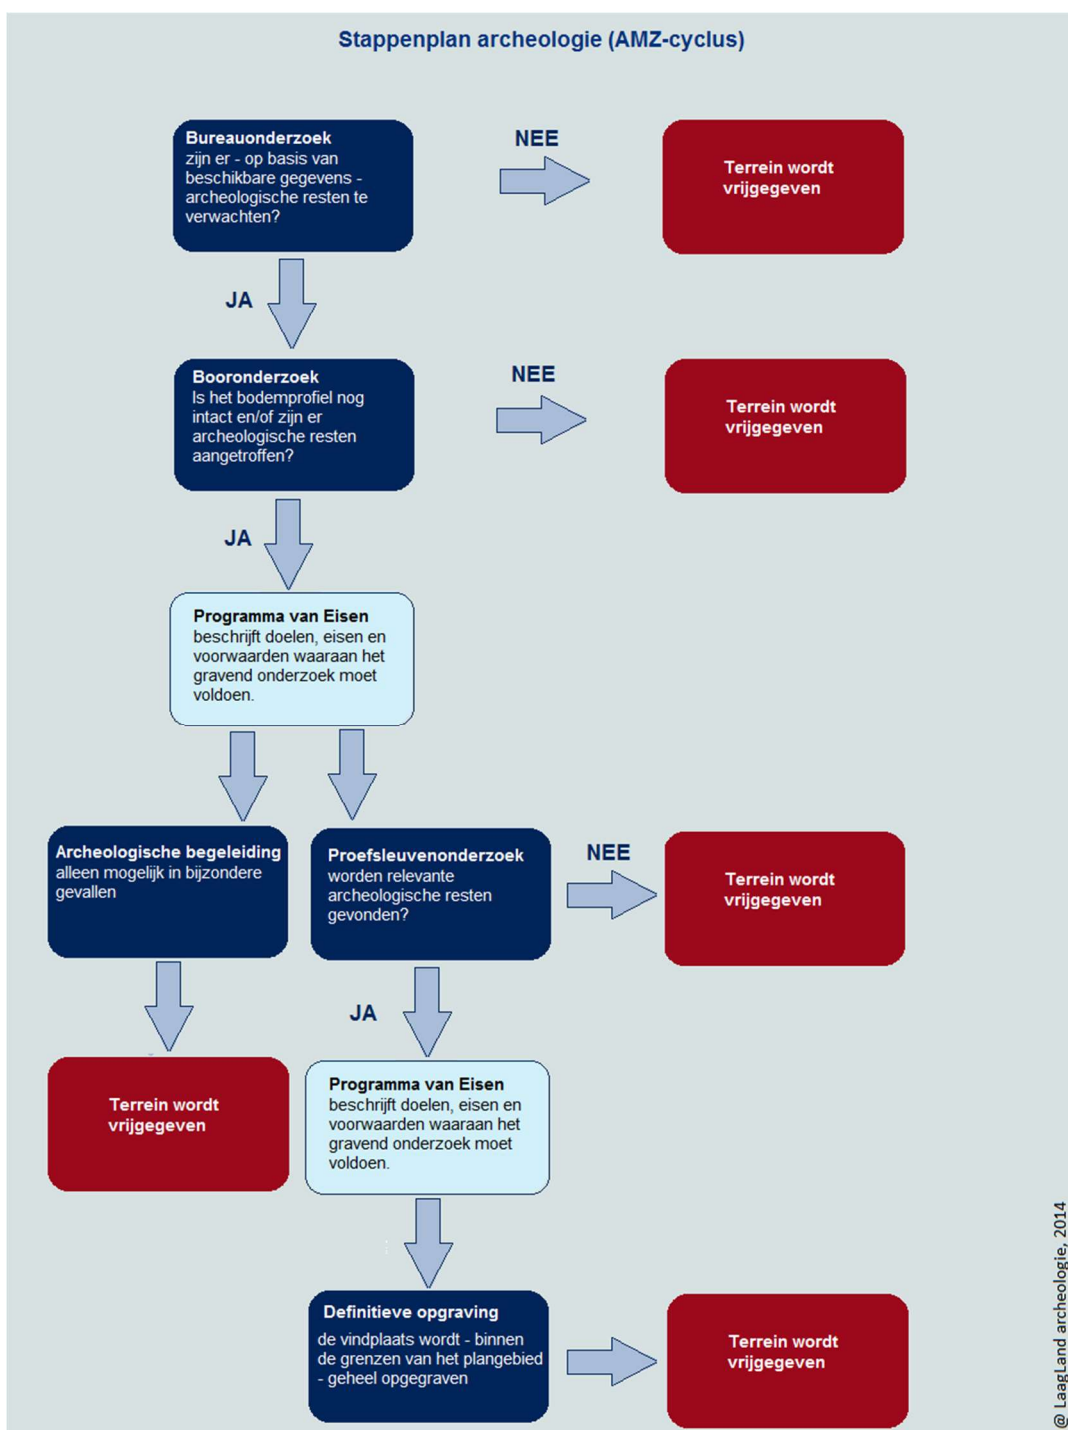 Stappenplan archeologie (AMZ-cyclus)
Bureauonderzoek
zijn er - op basis van
beschikbare gegevens -
archeologische resten te
verwachten?
NEE
Terrein wordt
vrijgegeven
JA
Booronderzoek
Is het bodemprofiel nog
intact en/of zijn er
archeologische resten
aangetroffen?
NEE
Terrein wordt
vrijgegeven
JA
Programma van Eisen
beschrijft doelen, eisen en
voorwaarden waaraan het
gravend onderzoek moet
voldoen.
Archeologische begeleiding
alleen mogelijk in bijzondere
gevallen
Proefsleuvenonderzoek
worden relevante
archeologische resten
gevonden?
NEE
Terrein wordt
vrijgegeven
JA
Terrein wordt
vrijgegeven
Programma van Eisen
beschrijft doelen, eisen en
voorwaarden waaraan het
gravend onderzoek moet
voldoen.
Definitieve opgraving
de vindplaats wordt - binnen
de grenzen van het plangebied
- geheel opgegraven
Terrein wordt
vrijgegeven
@ LaagLand archeologie, 2014